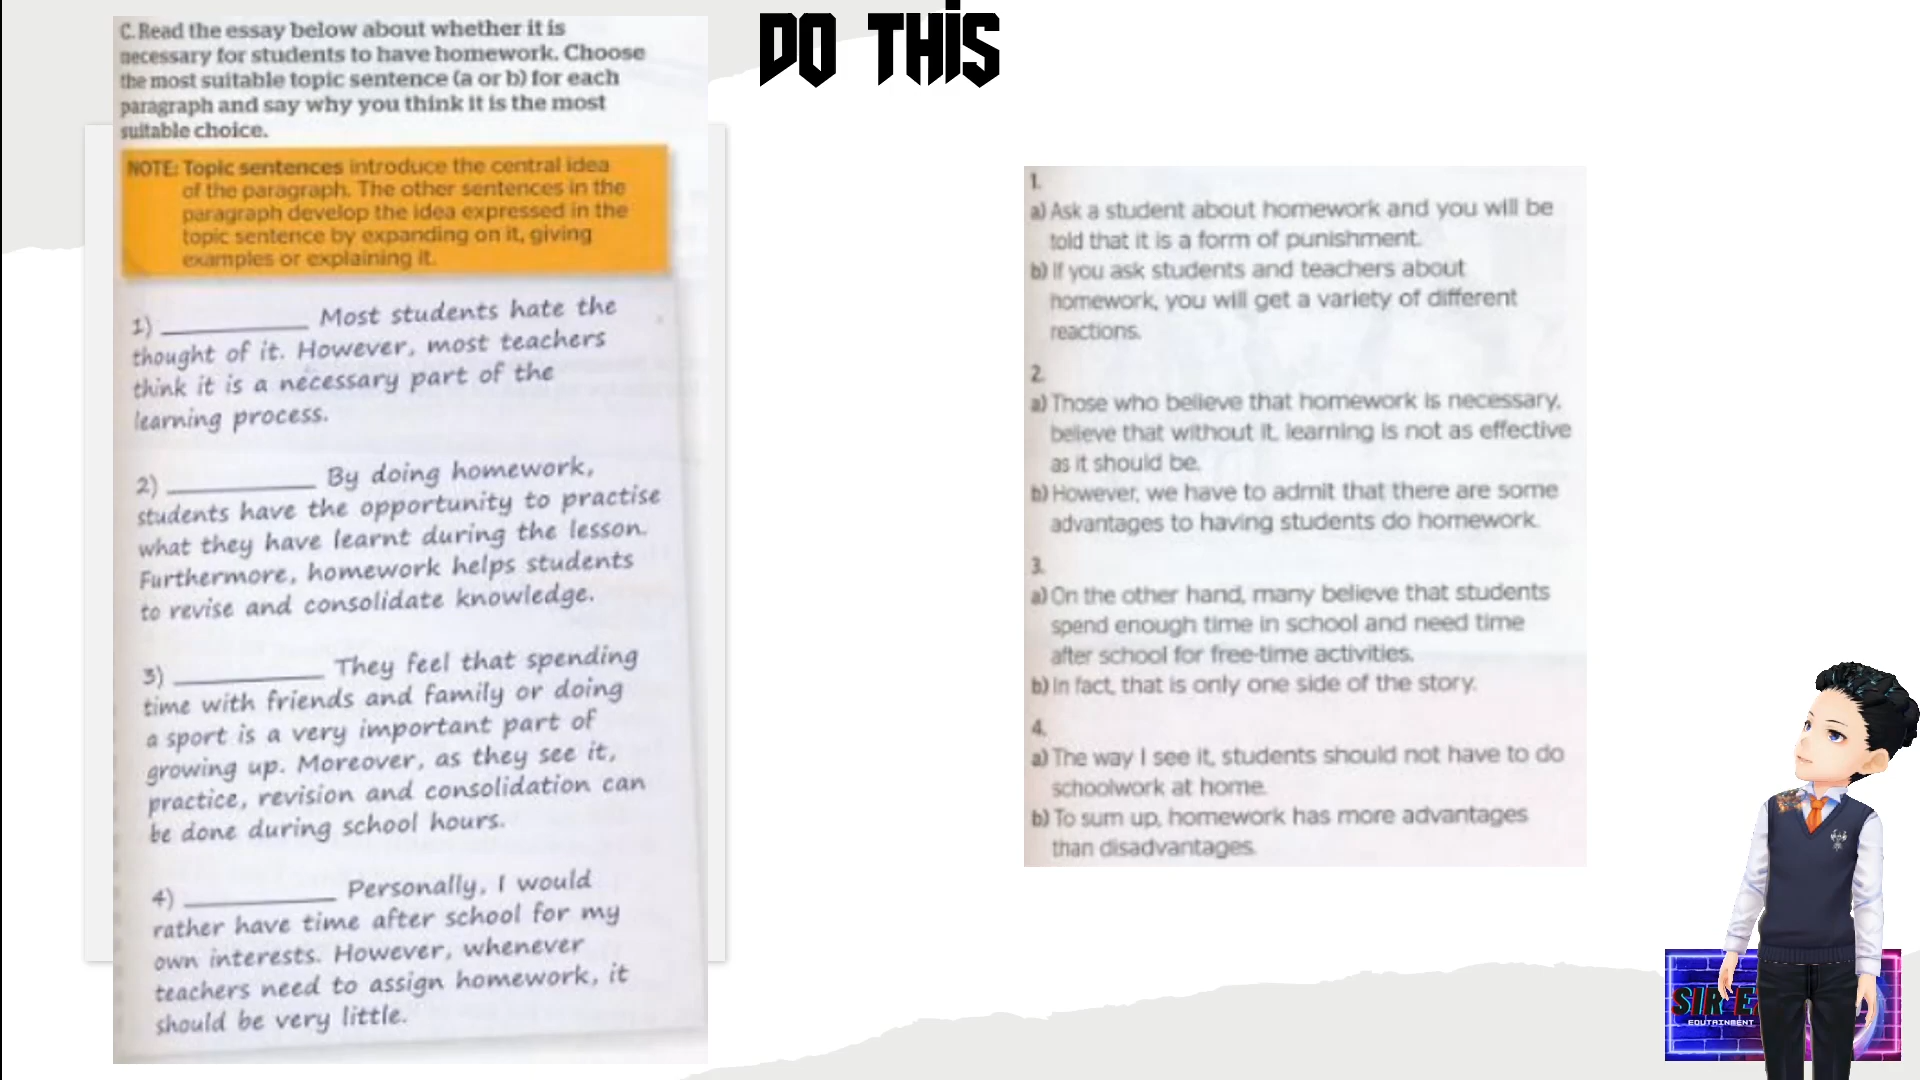 C. Read the essay below about whether it is
necessary for students to have homework. Choose
the most suitable topic sentence (a or b) for each
paragraph and say why you think it is the most
suitable choice.
NOTE: Topic sentences introduce the central idea
of the paragraph. The other sentences in the
paragraph develop the idea expressed in the
topic sentence by expanding on it, giving
examples or explaining it.
1) __________ Most students hate the
thought of it. However, most teachers
think it is a necessary part of the
learning process.
2) __________ By doing homework,
students have the opportunity to practise
what they have learnt during the lesson.
Furthermore, homework helps students
to revise and consolidate knowledge.
3) __________ They feel that spending
time with friends and family or doing
a sport is a very important part of
growing up. Moreover, as they see it,
practice, revision and consolidation can
be done during school hours.
4) __________ Personally, I would
rather have time after school for my
own interests. However, whenever
teachers need to assign homework, it
should be very little.
DO THIS
1.
a) Ask a student about homework and you will be
told that it is a form of punishment.
b) If you ask students and teachers about
homework, you will get a variety of different
reactions.
2.
a) Those who believe that homework is necessary,
believe that without it, learning is not as effective
as it should be.
b) However, we have to admit that there are some
advantages to having students do homework.
3.
a) On the other hand, many believe that students
spend enough time in school and need time
after school for free-time activities.
b) In fact, that is only one side of the story.
4.
a) The way I see it, students should not have to do
schoolwork at home.
b) To sum up, homework has more advantages
than disadvantages.
SIR
EDUTAINMENT